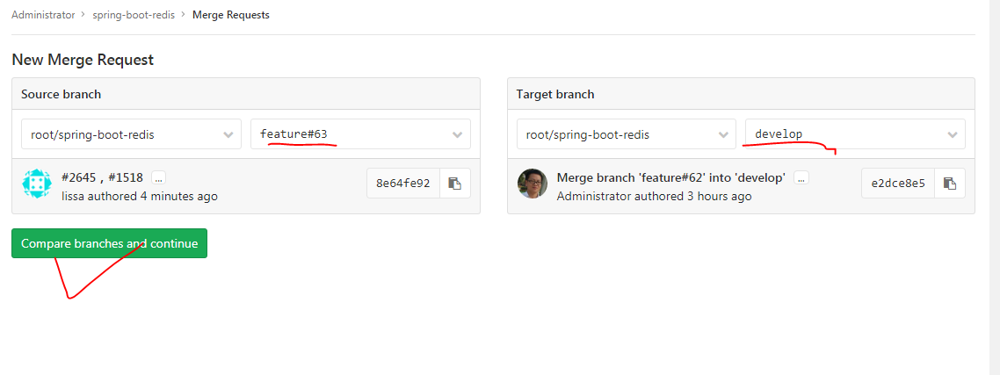 Administrator > spring-boot-redis > Merge Requests
New Merge Request
Source branch
root/spring-boot-redis
feature#63
#2645 , #1518 ...
lissa authored 4 minutes ago
8e64fe92
Target branch
root/spring-boot-redis
develop
Merge branch 'feature#62' into 'develop' ...
Administrator authored 3 hours ago
e2dce8e5
Compare branches and continue